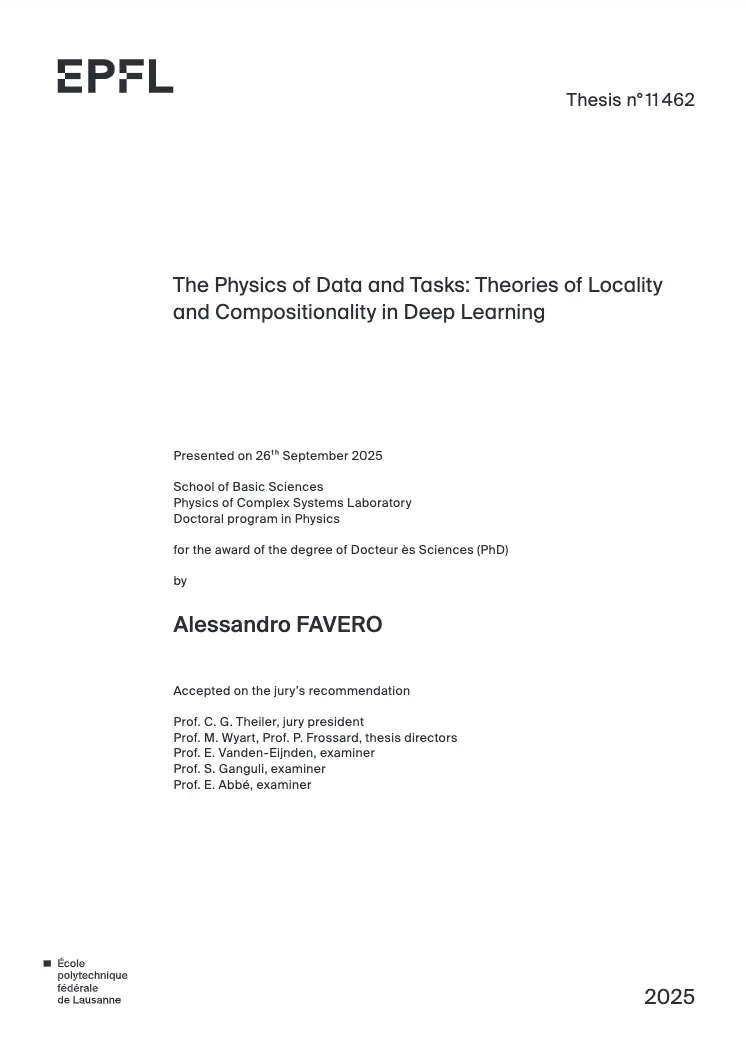 EPFL
Thesis n° 11 462
The Physics of Data and Tasks: Theories of Locality
and Compositionality in Deep Learning
Presented on 26th September 2025
School of Basic Sciences
Physics of Complex Systems Laboratory
Doctoral program in Physics
for the award of the degree of Docteur ès Sciences (PhD)
by
Alessandro FAVERO
Accepted on the jury’s recommendation
Prof. C. G. Theiler, jury president
Prof. M. Wyart, Prof. P. Frossard, thesis directors
Prof. E. Vanden-Eijnden, examiner
Prof. S. Ganguli, examiner
Prof. E. Abbé, examiner
École
polytechnique
fédérale
de Lausanne
2025